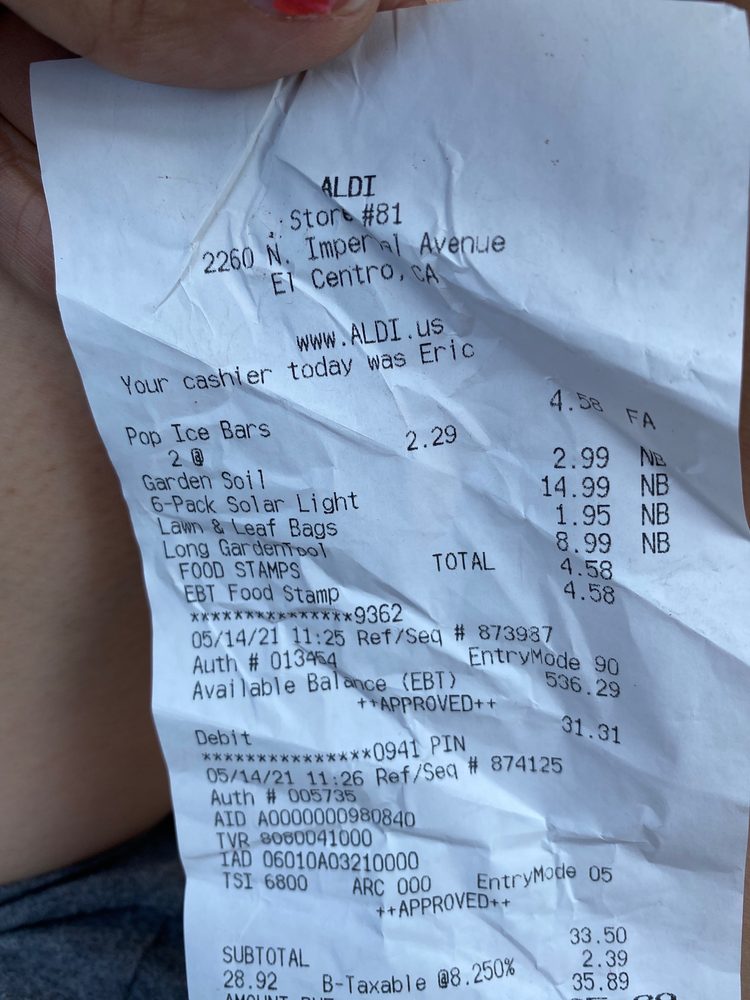 ALDI
Store #81
2260 N. Imperial Avenue
El Centro, CA
www.ALDI.us
Your cashier today was Eric
Pop Ice Bars 4.58 FA
2 @ 2.29
Garden Soil 2.99 NB
6-Pack Solar Light 14.99 NB
Lawn & Leaf Bags 1.95 NB
Long GardenTool 8.99 NB
FOOD STAMPS TOTAL 4.58
EBT Food Stamp 4.58
***************9362
05/14/21 11:25 Ref/Seq # 873987
Auth # 013454 EntryMode 90
Available Balance (EBT) 536.29
++APPROVED++
Debit 31.31
***************0941 PIN
05/14/21 11:26 Ref/Seq # 874125
Auth # 005735
AID A0000000980840
TVR 8080041000
IAD 06010A03210000
TSI 6800 ARC 000 EntryMode 05
++APPROVED++
SUBTOTAL 33.50
28.92 B-Taxable @8.250% 2.39
35.89